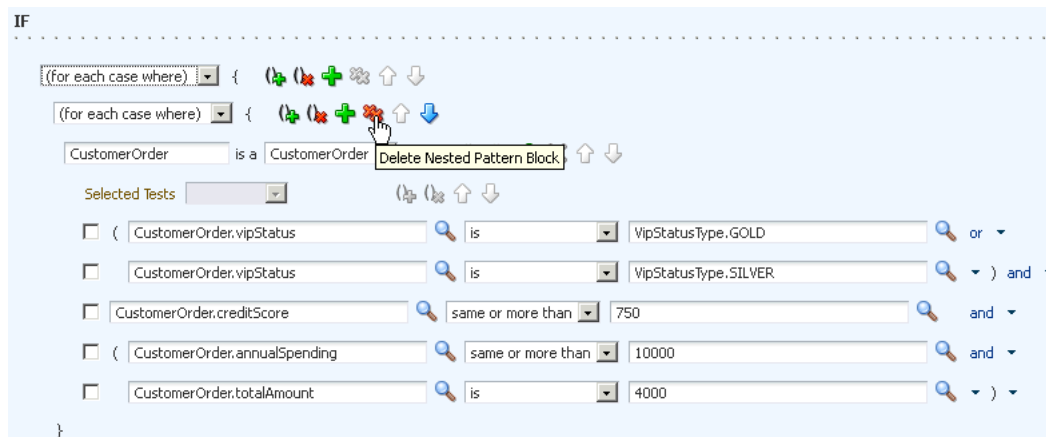 IF
(for each case where) {
(for each case where) {
CustomerOrder is a CustomerOrder Delete Nested Pattern Block
Selected Tests
( CustomerOrder.vipStatus is VipStatusType.GOLD or
CustomerOrder.vipStatus is VipStatusType.SILVER ) and
CustomerOrder.creditScore same or more than 750 and
( CustomerOrder.annualSpending same or more than 10000 and
CustomerOrder.totalAmount is 4000 )
}